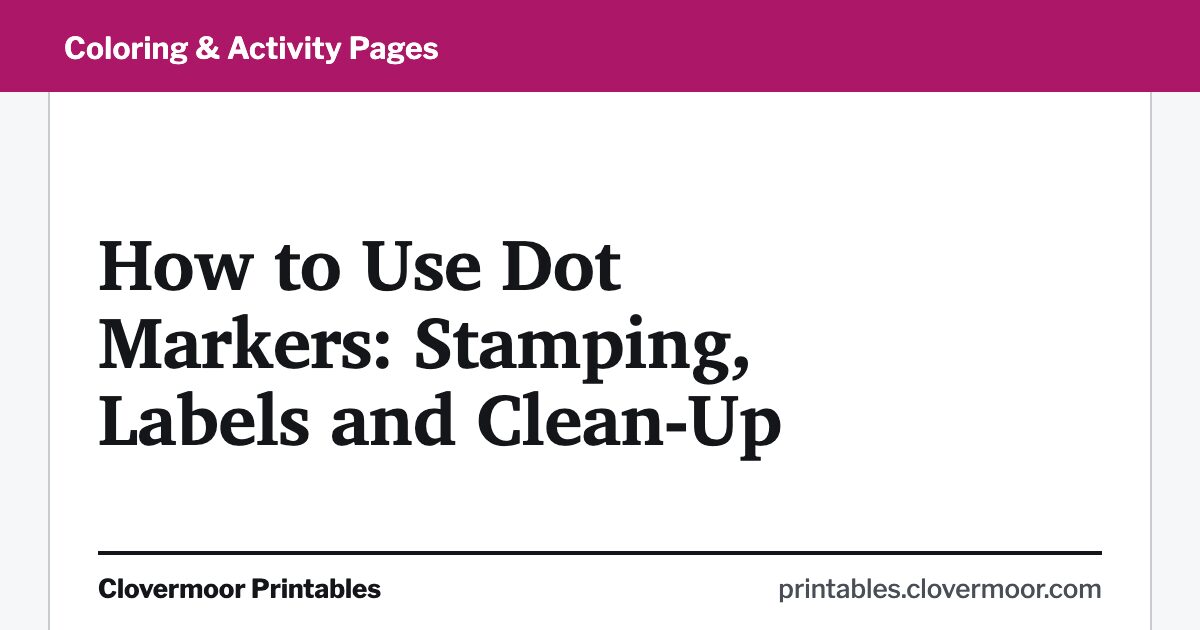 Coloring & Activity Pages
How to Use Dot
Markers: Stamping,
Labels and Clean-Up
Clovermoor Printables
printables.clovermoor.com